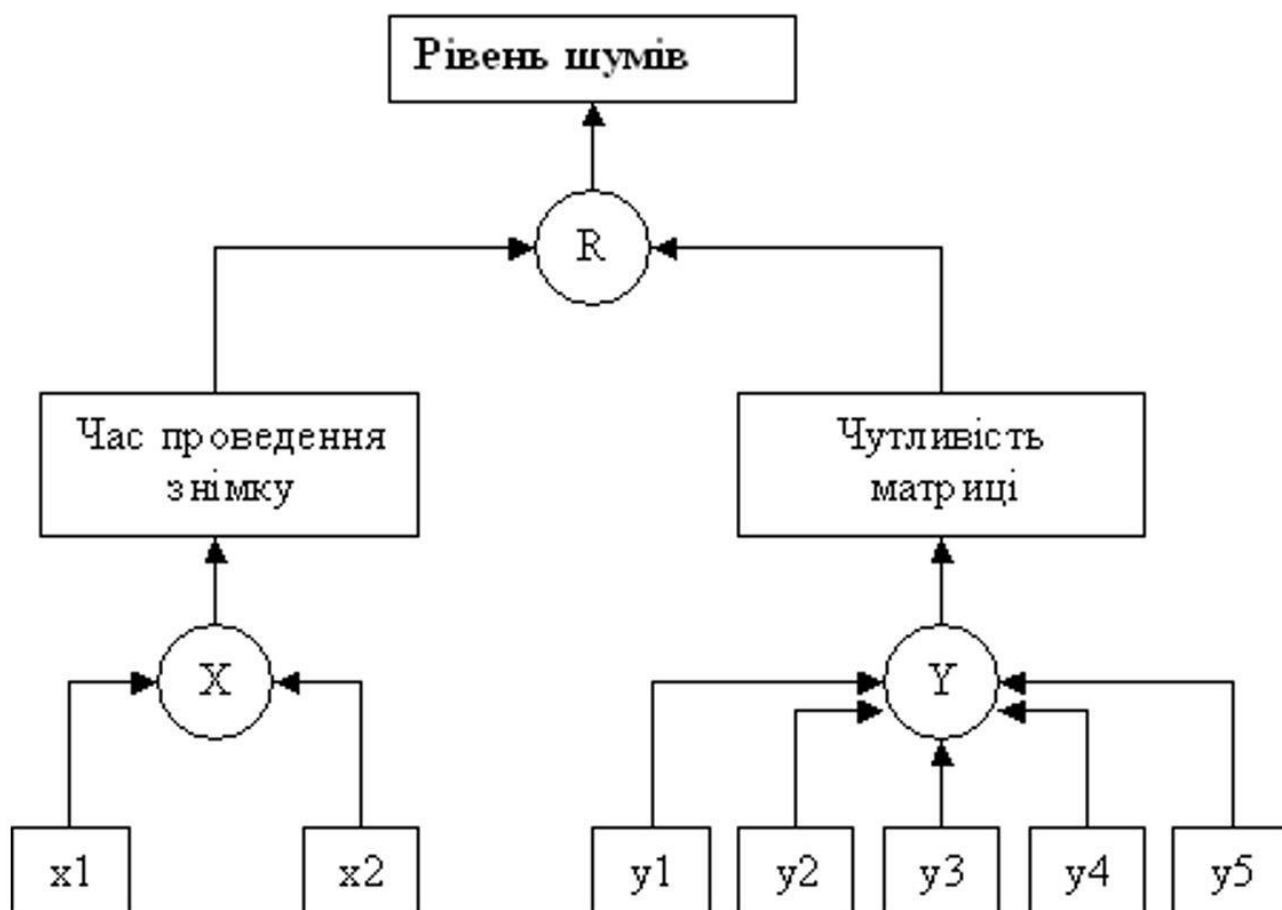 Рівень шумів
R
Час проведення
знімку
Чутливість
матриці
X
Y
x1
x2
y1
y2
y3
y4
y5